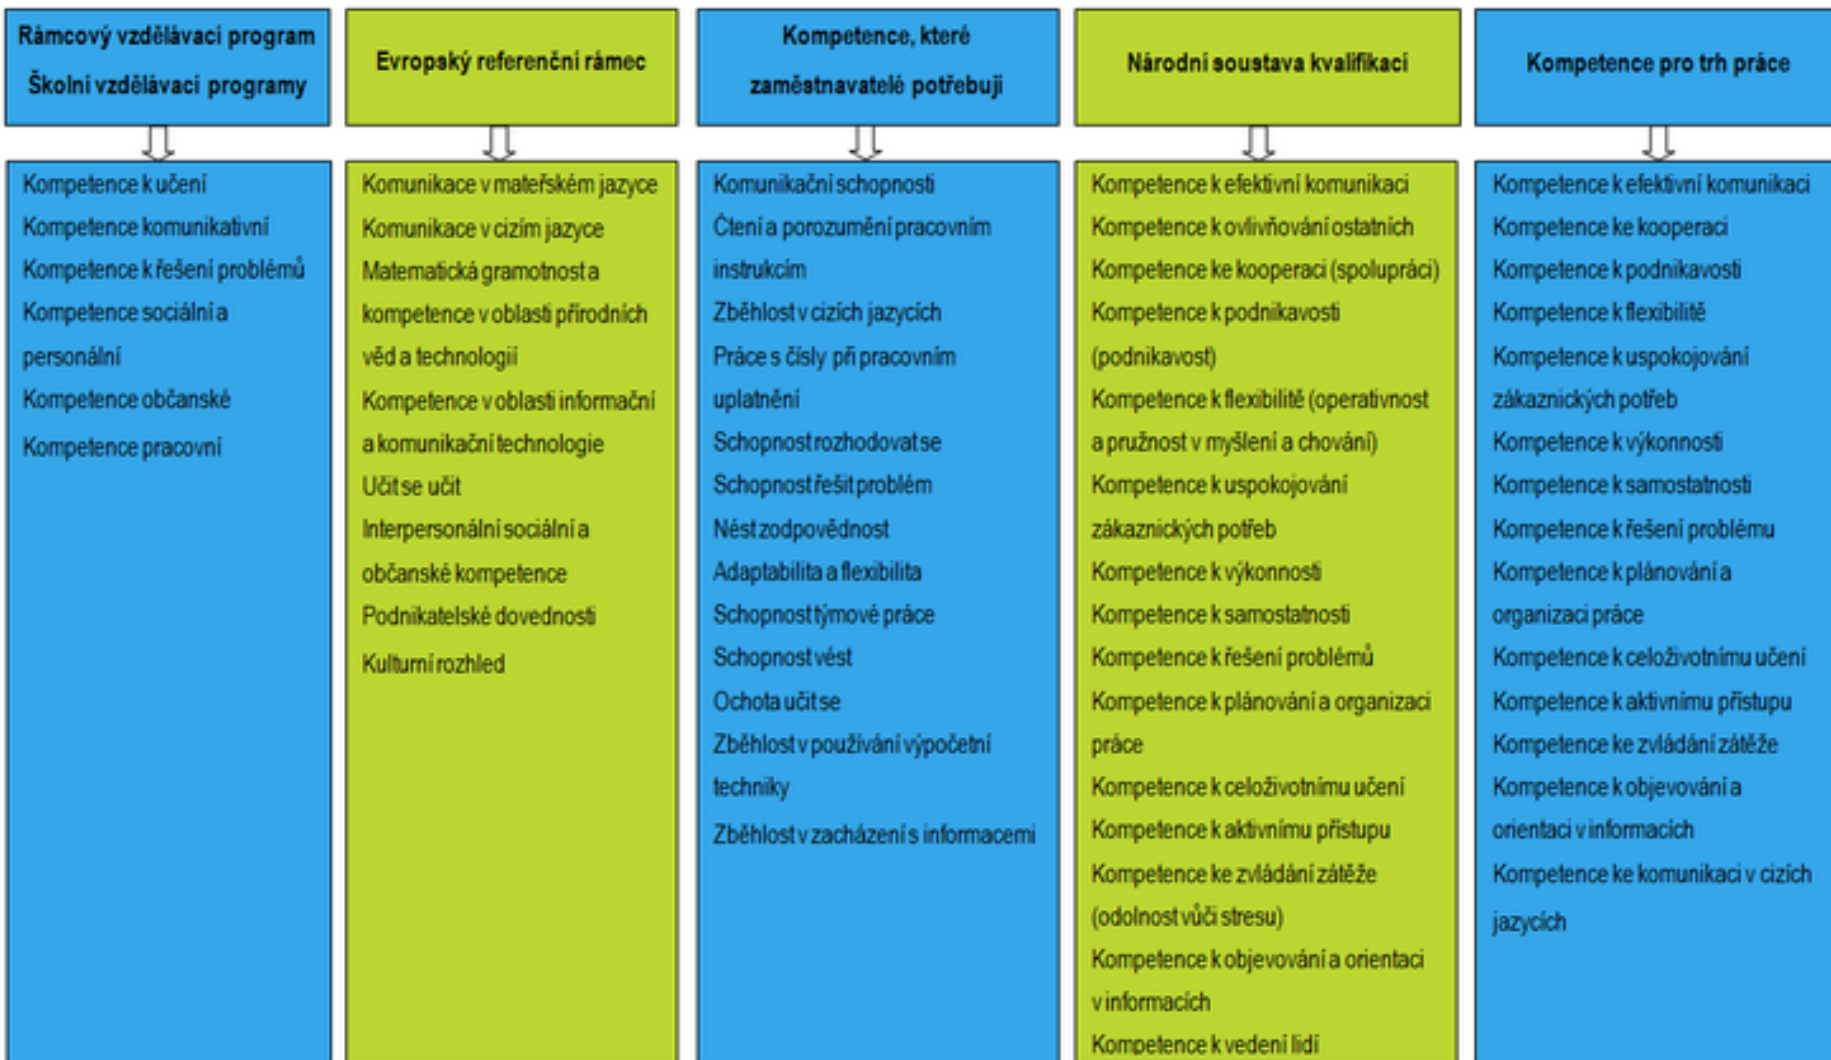 Rámcový vzdělávací program
Školní vzdělávací programy
Kompetence k učení
Kompetence komunikativní
Kompetence k řešení problémů
Kompetence sociální a
personální
Kompetence občanské
Kompetence pracovní
Evropský referenční rámec
Komunikace v mateřském jazyce
Komunikace v cizím jazyce
Matematická gramotnost a
kompetence v oblasti přírodních
věd a technologií
Kompetence v oblasti informační
a komunikační technologie
Učit se učit
Interpersonální sociální a
občanské kompetence
Podnikatelské dovednosti
Kulturní rozhled
Kompetence, které
zaměstnavatelé potřebují
Komunikační schopnosti
Čtení a porozumění pracovním
instrukcím
Zběhlost v cizích jazycích
Práce s čísly při pracovním
uplatnění
Schopnost rozhodovat se
Schopnost řešit problém
Nést zodpovědnost
Adaptabilita a flexibilita
Schopnost týmové práce
Schopnost vést
Ochota učit se
Zběhlost v používání výpočetní
techniky
Zběhlost v zacházení s informacemi
Národní soustava kvalifikací
Kompetence k efektivní komunikaci
Kompetence k ovlivňování ostatních
Kompetence ke kooperaci (spolupráci)
Kompetence k podnikavosti
(podnikavost)
Kompetence k flexibilitě (operativnost
a pružnost v myšlení a chování)
Kompetence k uspokojování
zákaznických potřeb
Kompetence k výkonnosti
Kompetence k samostatnosti
Kompetence k řešení problémů
Kompetence k plánování a organizaci
práce
Kompetence k celoživotnímu učení
Kompetence k aktivnímu přístupu
Kompetence ke zvládání zátěže
(odolnost vůči stresu)
Kompetence k objevování a orientaci
v informacích
Kompetence k vedení lidí
Kompetence pro trh práce
Kompetence k efektivní komunikaci
Kompetence ke kooperaci
Kompetence k podnikavosti
Kompetence k flexibilitě
Kompetence k uspokojování
zákaznických potřeb
Kompetence k výkonnosti
Kompetence k samostatnosti
Kompetence k řešení problému
Kompetence k plánování a
organizaci práce
Kompetence k celoživotnímu učení
Kompetence k aktivnímu přístupu
Kompetence ke zvládání zátěže
Kompetence k objevování a
orientaci v informacích
Kompetence ke komunikaci v cizích
jazycích